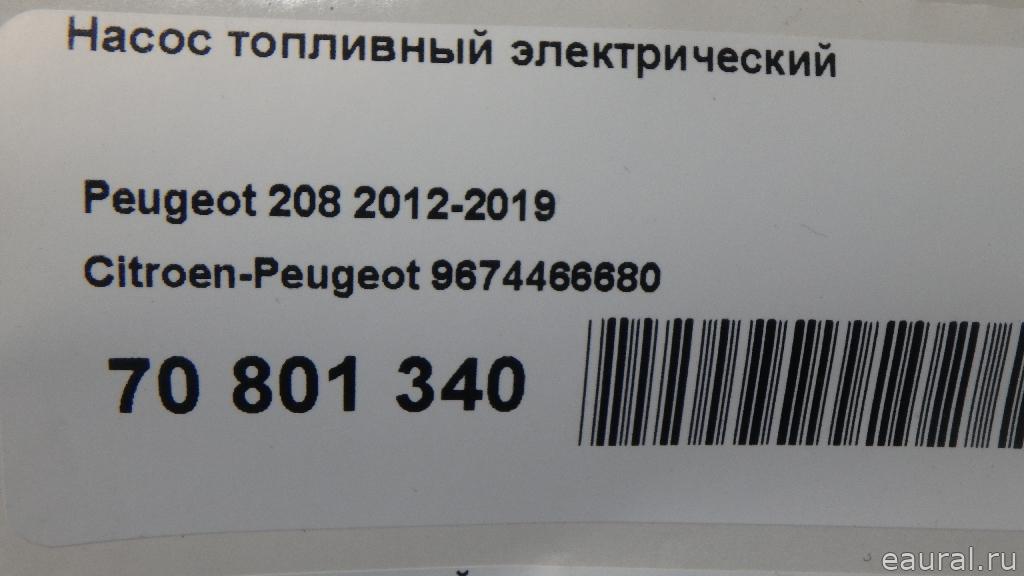 Насос топливный электрический
Peugeot 208 2012-2019
Citroen-Peugeot 9674466680
70 801 340
eaural.ru